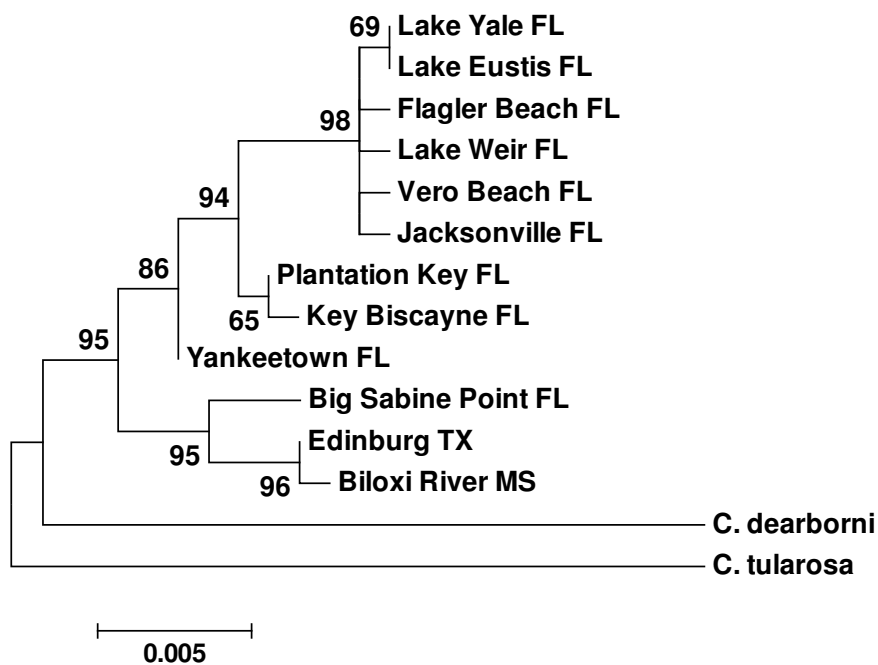 69
Lake Yale FL
Lake Eustis FL
Flagler Beach FL
98
Lake Weir FL
Vero Beach FL
94
Jacksonville FL
86
Plantation Key FL
65
Key Biscayne FL
95
Yankeetown FL
Big Sabine Point FL
95
Edinburg TX
96
Biloxi River MS
C. dearborni
C. tularosa
0.005